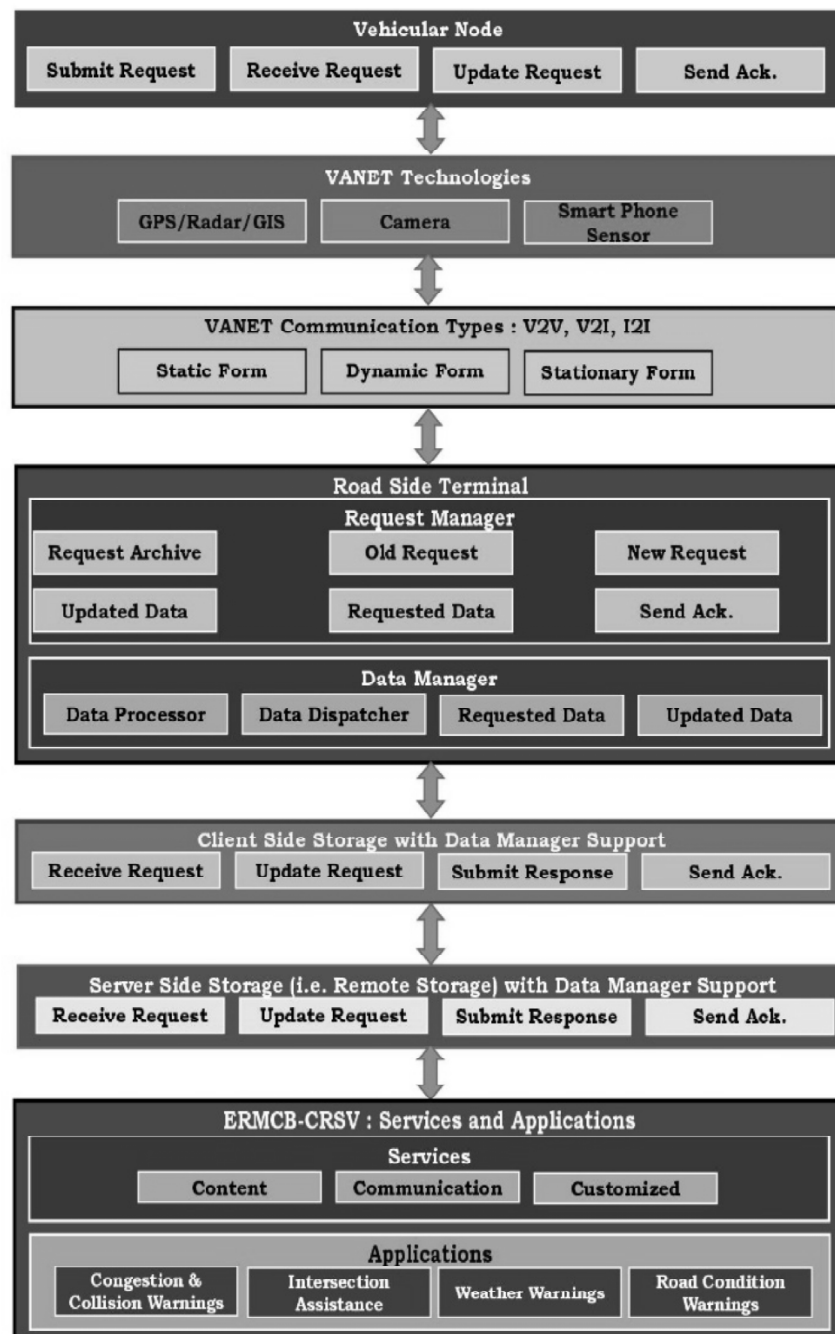 Vehicular Node
Submit Request
Receive Request
Update Request
Send Ack.
VANET Technologies
GPS/Radar/GIS
Camera
Smart Phone
Sensor
VANET Communication Types : V2V, V2I, I2I
Static Form
Dynamic Form
Stationary Form
Road Side Terminal
Request Manager
Request Archive
Old Request
New Request
Updated Data
Requested Data
Send Ack.
Data Manager
Data Processor
Data Dispatcher
Requested Data
Updated Data
Client Side Storage with Data Manager Support
Receive Request
Update Request
Submit Response
Send Ack.
Server Side Storage (i.e. Remote Storage) with Data Manager Support
Receive Request
Update Request
Submit Response
Send Ack.
ERMCB-CRSV : Services and Applications
Services
Content
Communication
Customized
Applications
Congestion &
Collision Warnings
Intersection
Assistance
Weather Warnings
Road Condition
Warnings